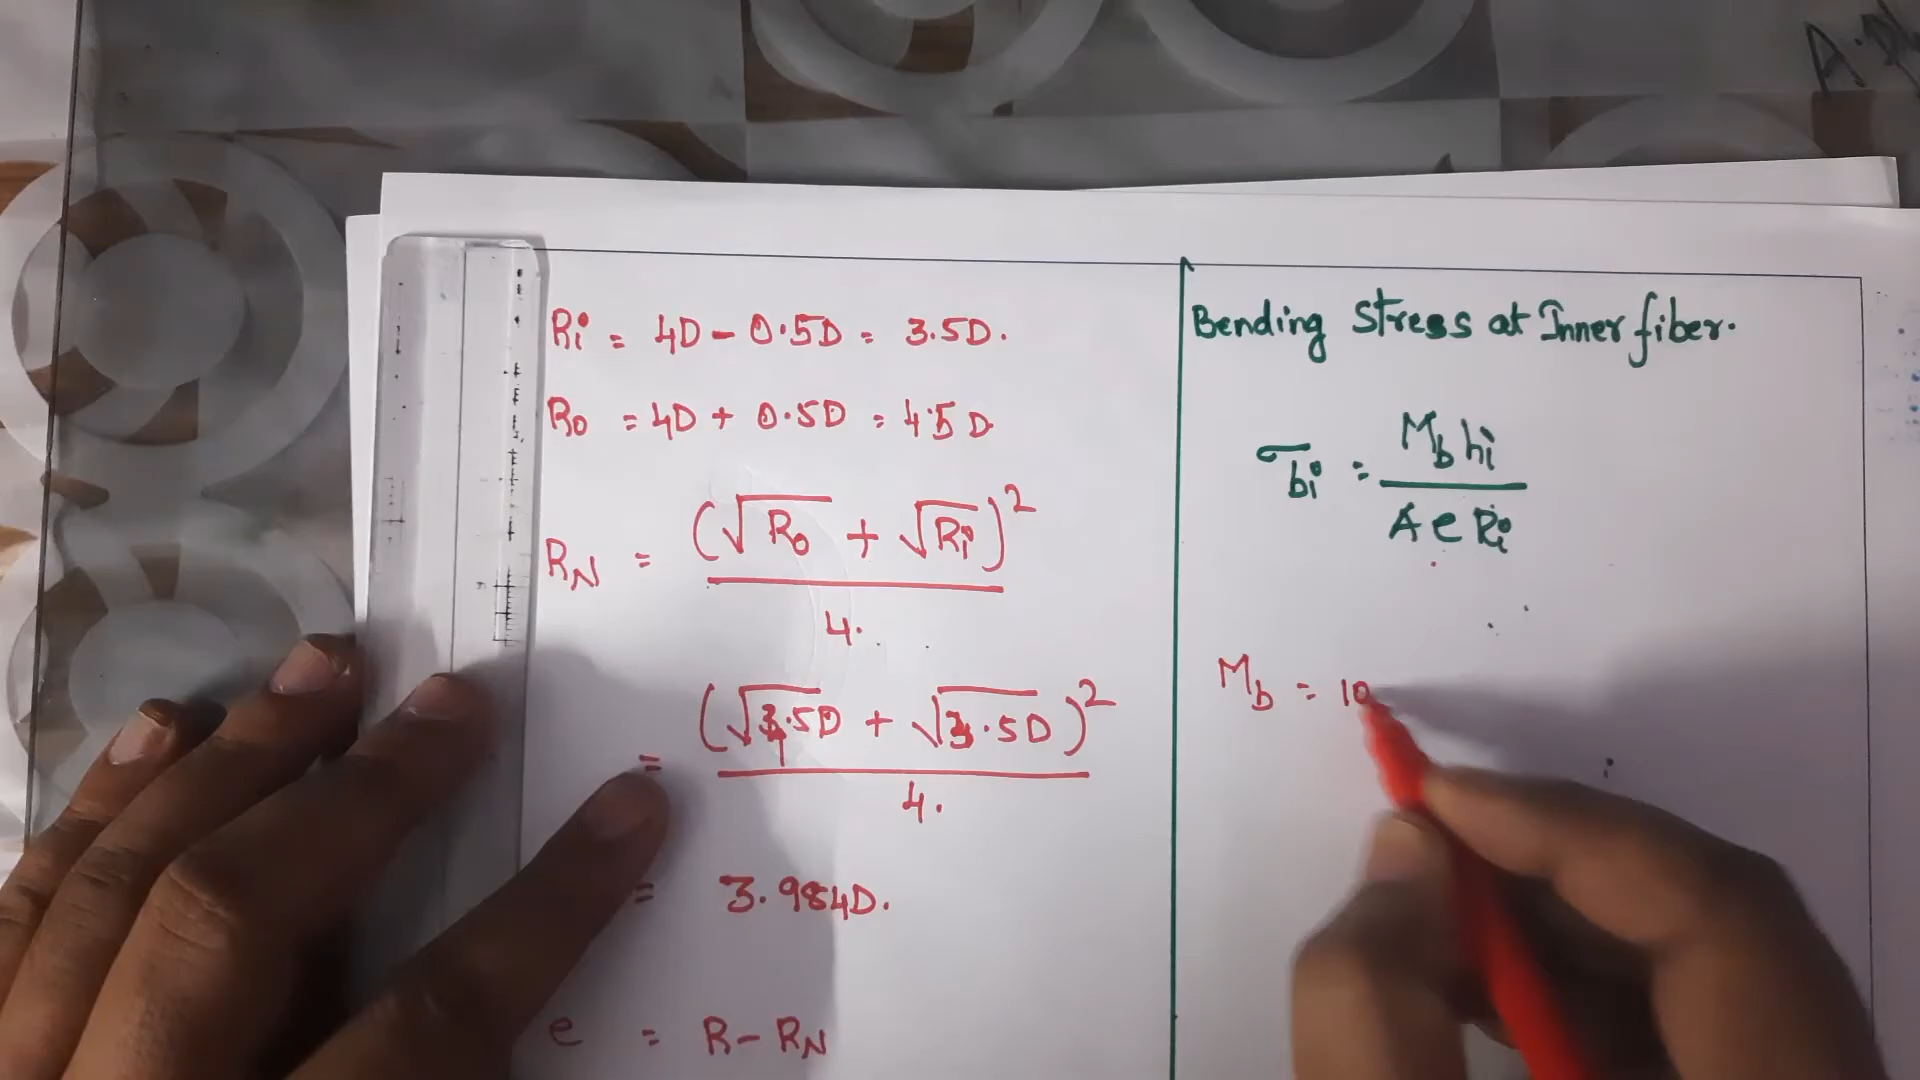 Ri = 4D - 0.5D = 3.5D.
Ro = 4D + 0.5D = 4.5D.
RN = (√Ro + √Ri)² / 4.
= (√4.5D + √3.5D)² / 4.
= 3.984D.
e = R - RN
Bending Stress at Inner fiber.
σbi = Mb hi / A e Ri
Mb = 10